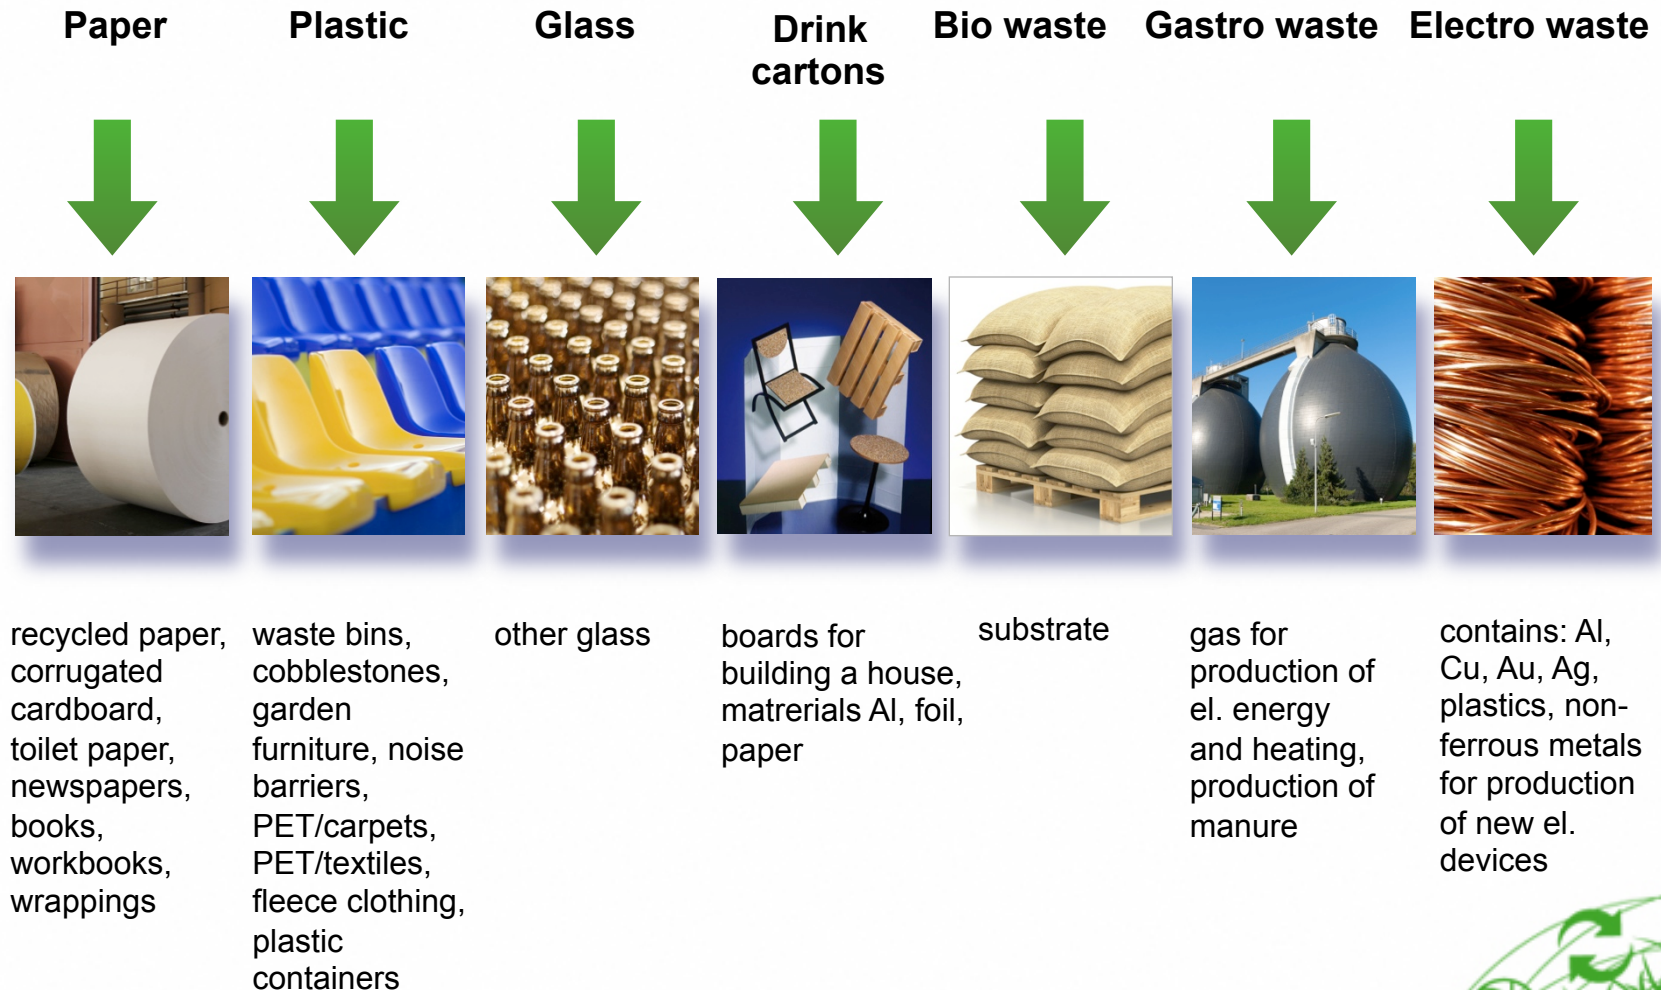 Paper
Plastic
Glass
Drink
cartons
Bio waste
Gastro waste
Electro waste
recycled paper,
corrugated
cardboard,
toilet paper,
newspapers,
books,
workbooks,
wrappings
waste bins,
cobblestones,
garden
furniture, noise
barriers,
PET/carpets,
PET/textiles,
fleece clothing,
plastic
containers
other glass
boards for
building a house,
matrerials Al, foil,
paper
substrate
gas for
production of
el. energy
and heating,
production of
manure
contains: Al,
Cu, Au, Ag,
plastics, non-
ferrous metals
for production
of new el.
devices